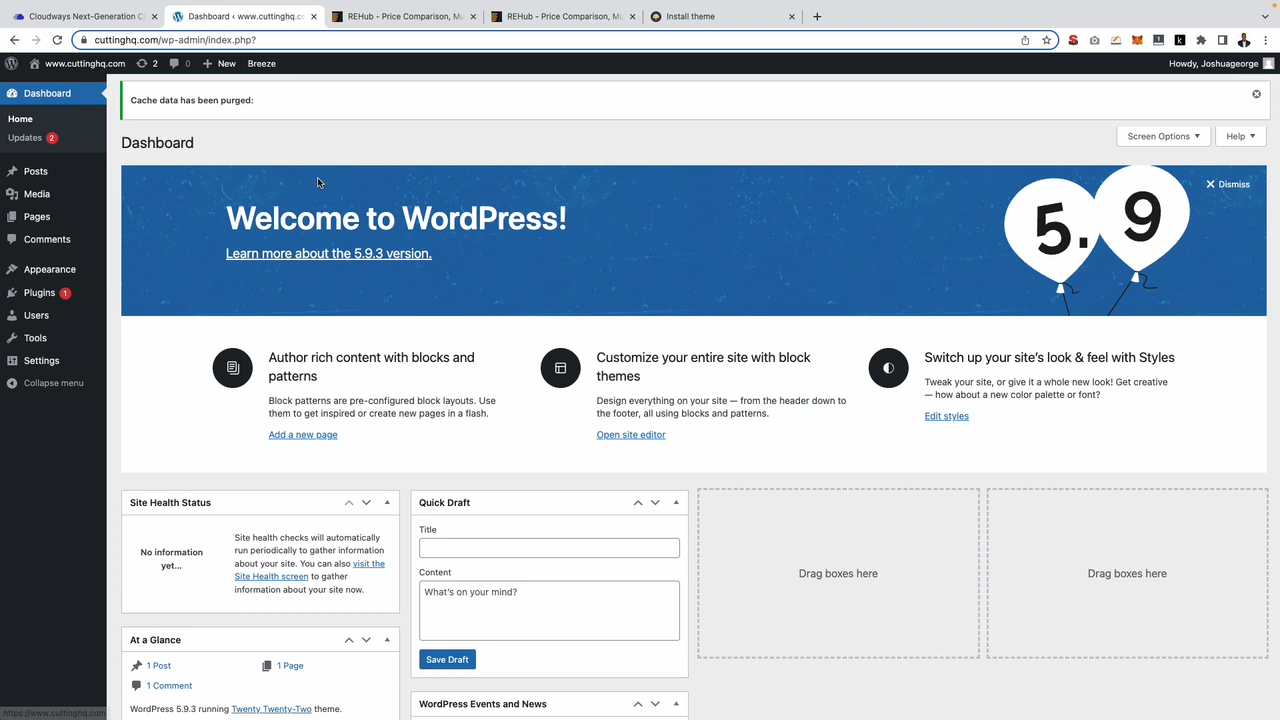 Cloudways Next-Generation C
Dashboard ‹ www.cuttinghq.co
REHub - Price Comparison, Mu
REHub - Price Comparison, Mu
Install theme
cuttinghq.com/wp-admin/index.php?
www.cuttinghq.com
2
0
New
Breeze
Howdy, Joshuageorge
Dashboard
Home
Updates 2
Posts
Media
Pages
Comments
Appearance
Plugins 1
Users
Tools
Settings
Collapse menu
Cache data has been purged:
Dashboard
Screen Options
Help
Welcome to WordPress!
Learn more about the 5.9.3 version.
5.9
Dismiss
Author rich content with blocks and
patterns
Block patterns are pre-configured block layouts. Use
them to get inspired or create new pages in a flash.
Add a new page
Customize your entire site with block
themes
Design everything on your site — from the header down to
the footer, all using blocks and patterns.
Open site editor
Switch up your site's look & feel with Styles
Tweak your site, or give it a whole new look! Get creative
— how about a new color palette or font?
Edit styles
Site Health Status
No information
yet...
Site health checks will automatically
run periodically to gather information
about your site. You can also visit the
Site Health screen to gather
information about your site now.
At a Glance
1 Post
1 Page
1 Comment
WordPress 5.9.3 running Twenty Twenty-Two theme.
Quick Draft
Title
Content
What's on your mind?
Save Draft
WordPress Events and News
Drag boxes here
Drag boxes here
https://www.cuttinghq.com